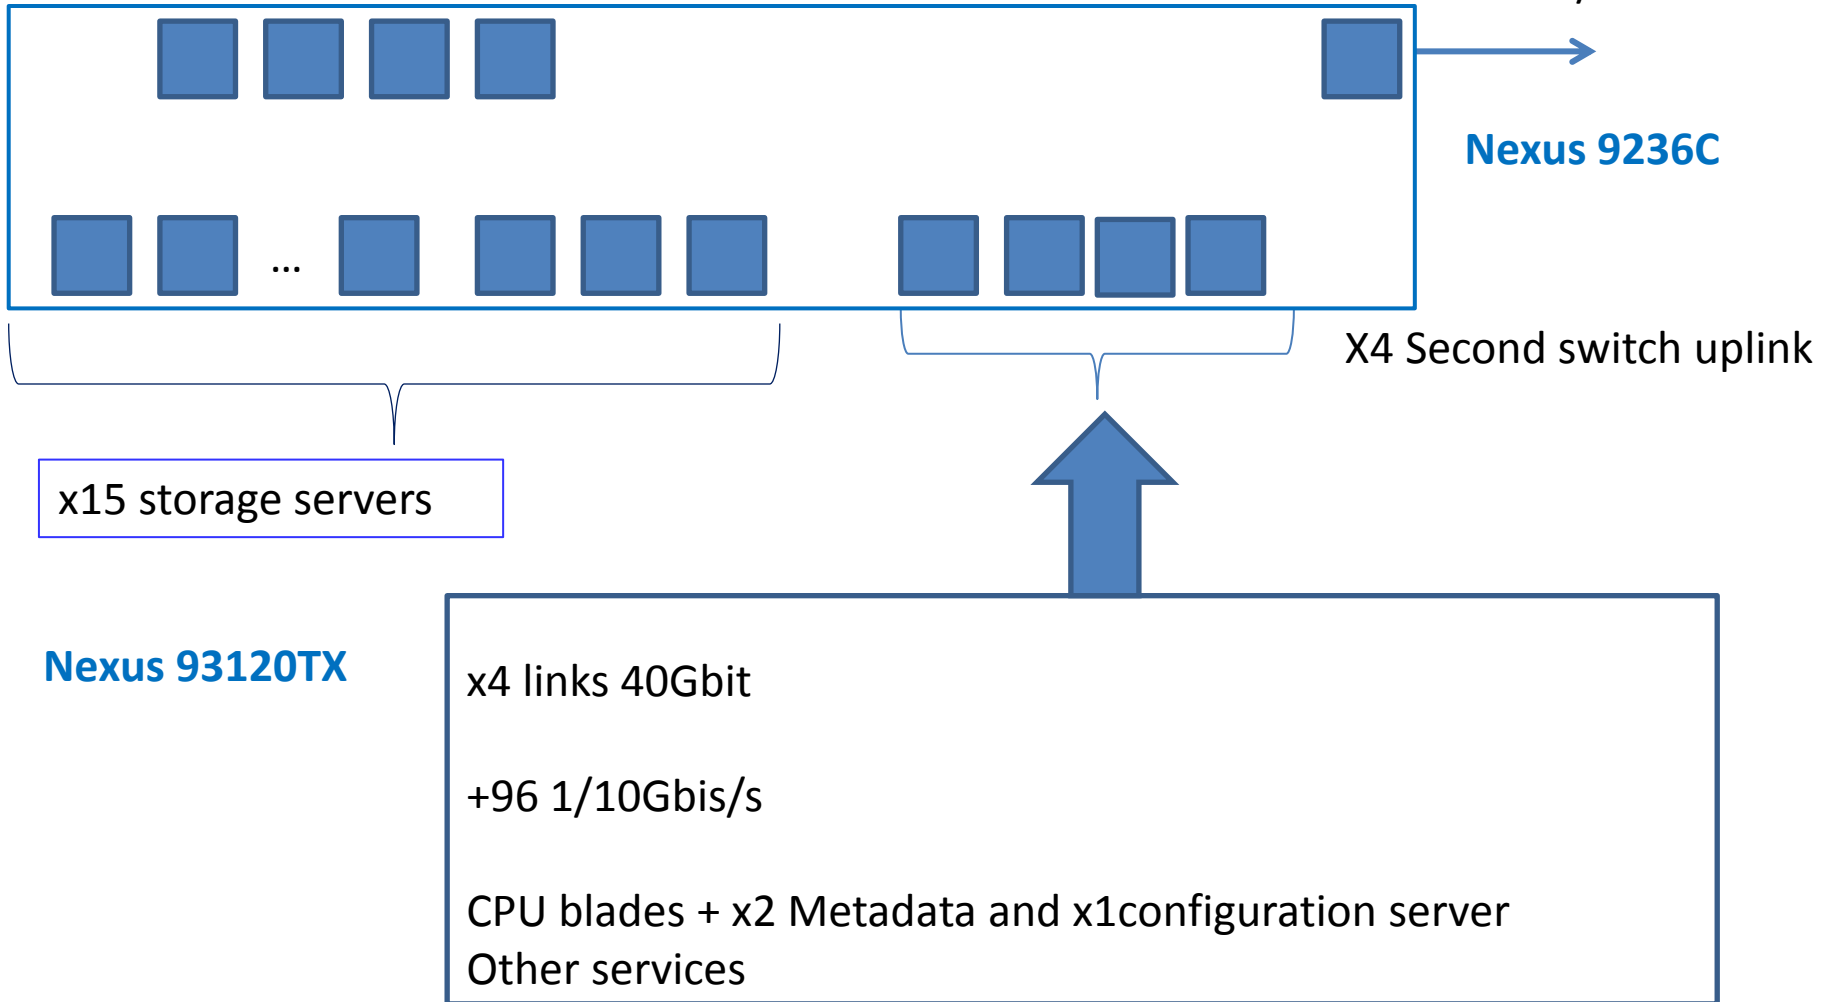 Nexus 9236C
...
X4 Second switch uplink
x15 storage servers
Nexus 93120TX
x4 links 40Gbit
+96 1/10Gbis/s
CPU blades + x2 Metadata and x1configuration server
Other services